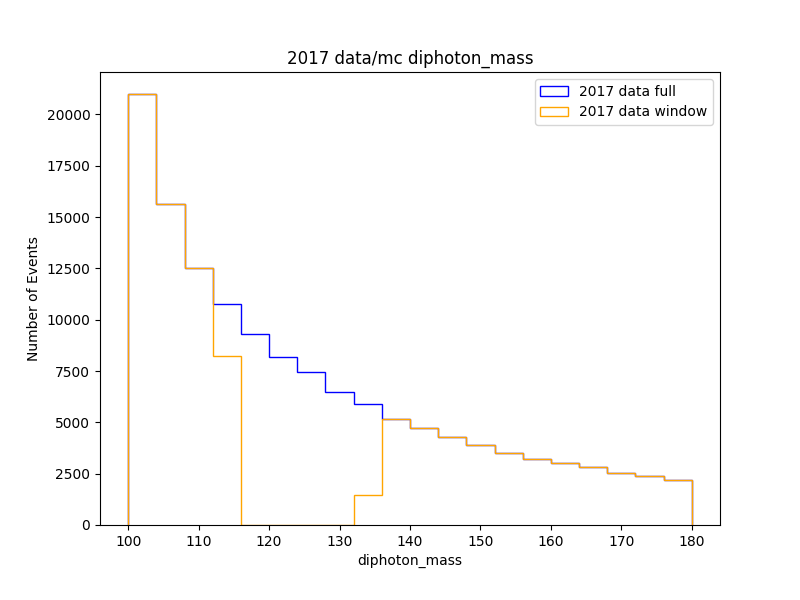 2017 data/mc diphoton_mass
2017 data full
2017 data window
Number of Events
20000
17500
15000
12500
10000
7500
5000
2500
0
100 110 120 130 140 150 160 170 180
diphoton_mass